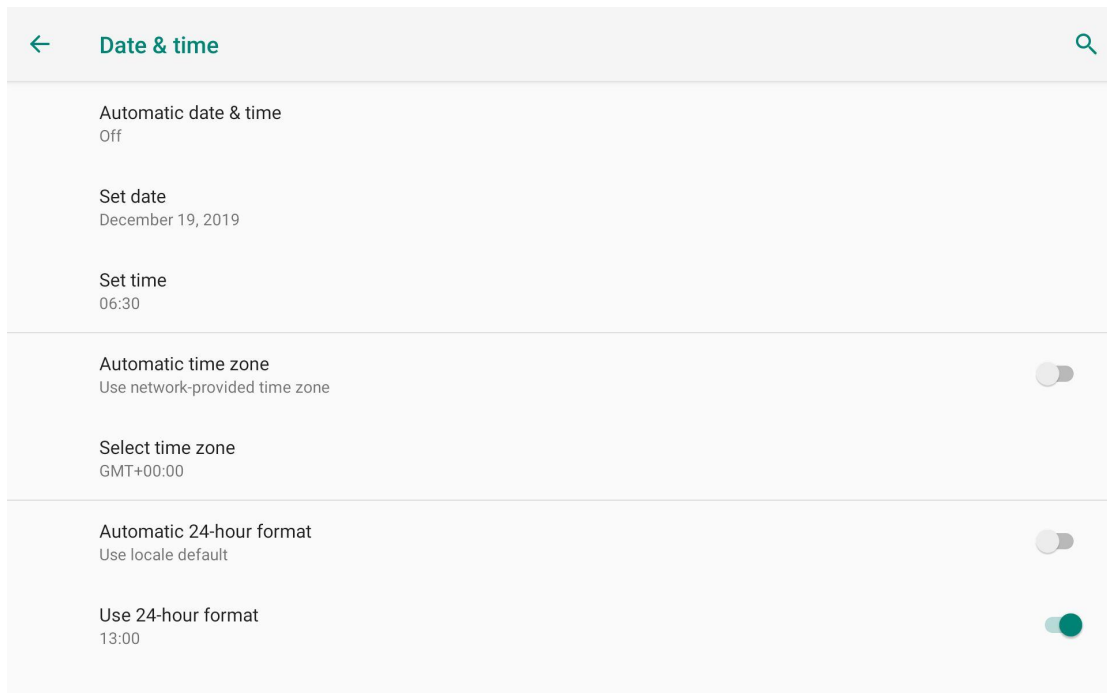 Date & time
Automatic date & time
Off
Set date
December 19, 2019
Set time
06:30
Automatic time zone
Use network-provided time zone
Select time zone
GMT+00:00
Automatic 24-hour format
Use locale default
Use 24-hour format
13:00